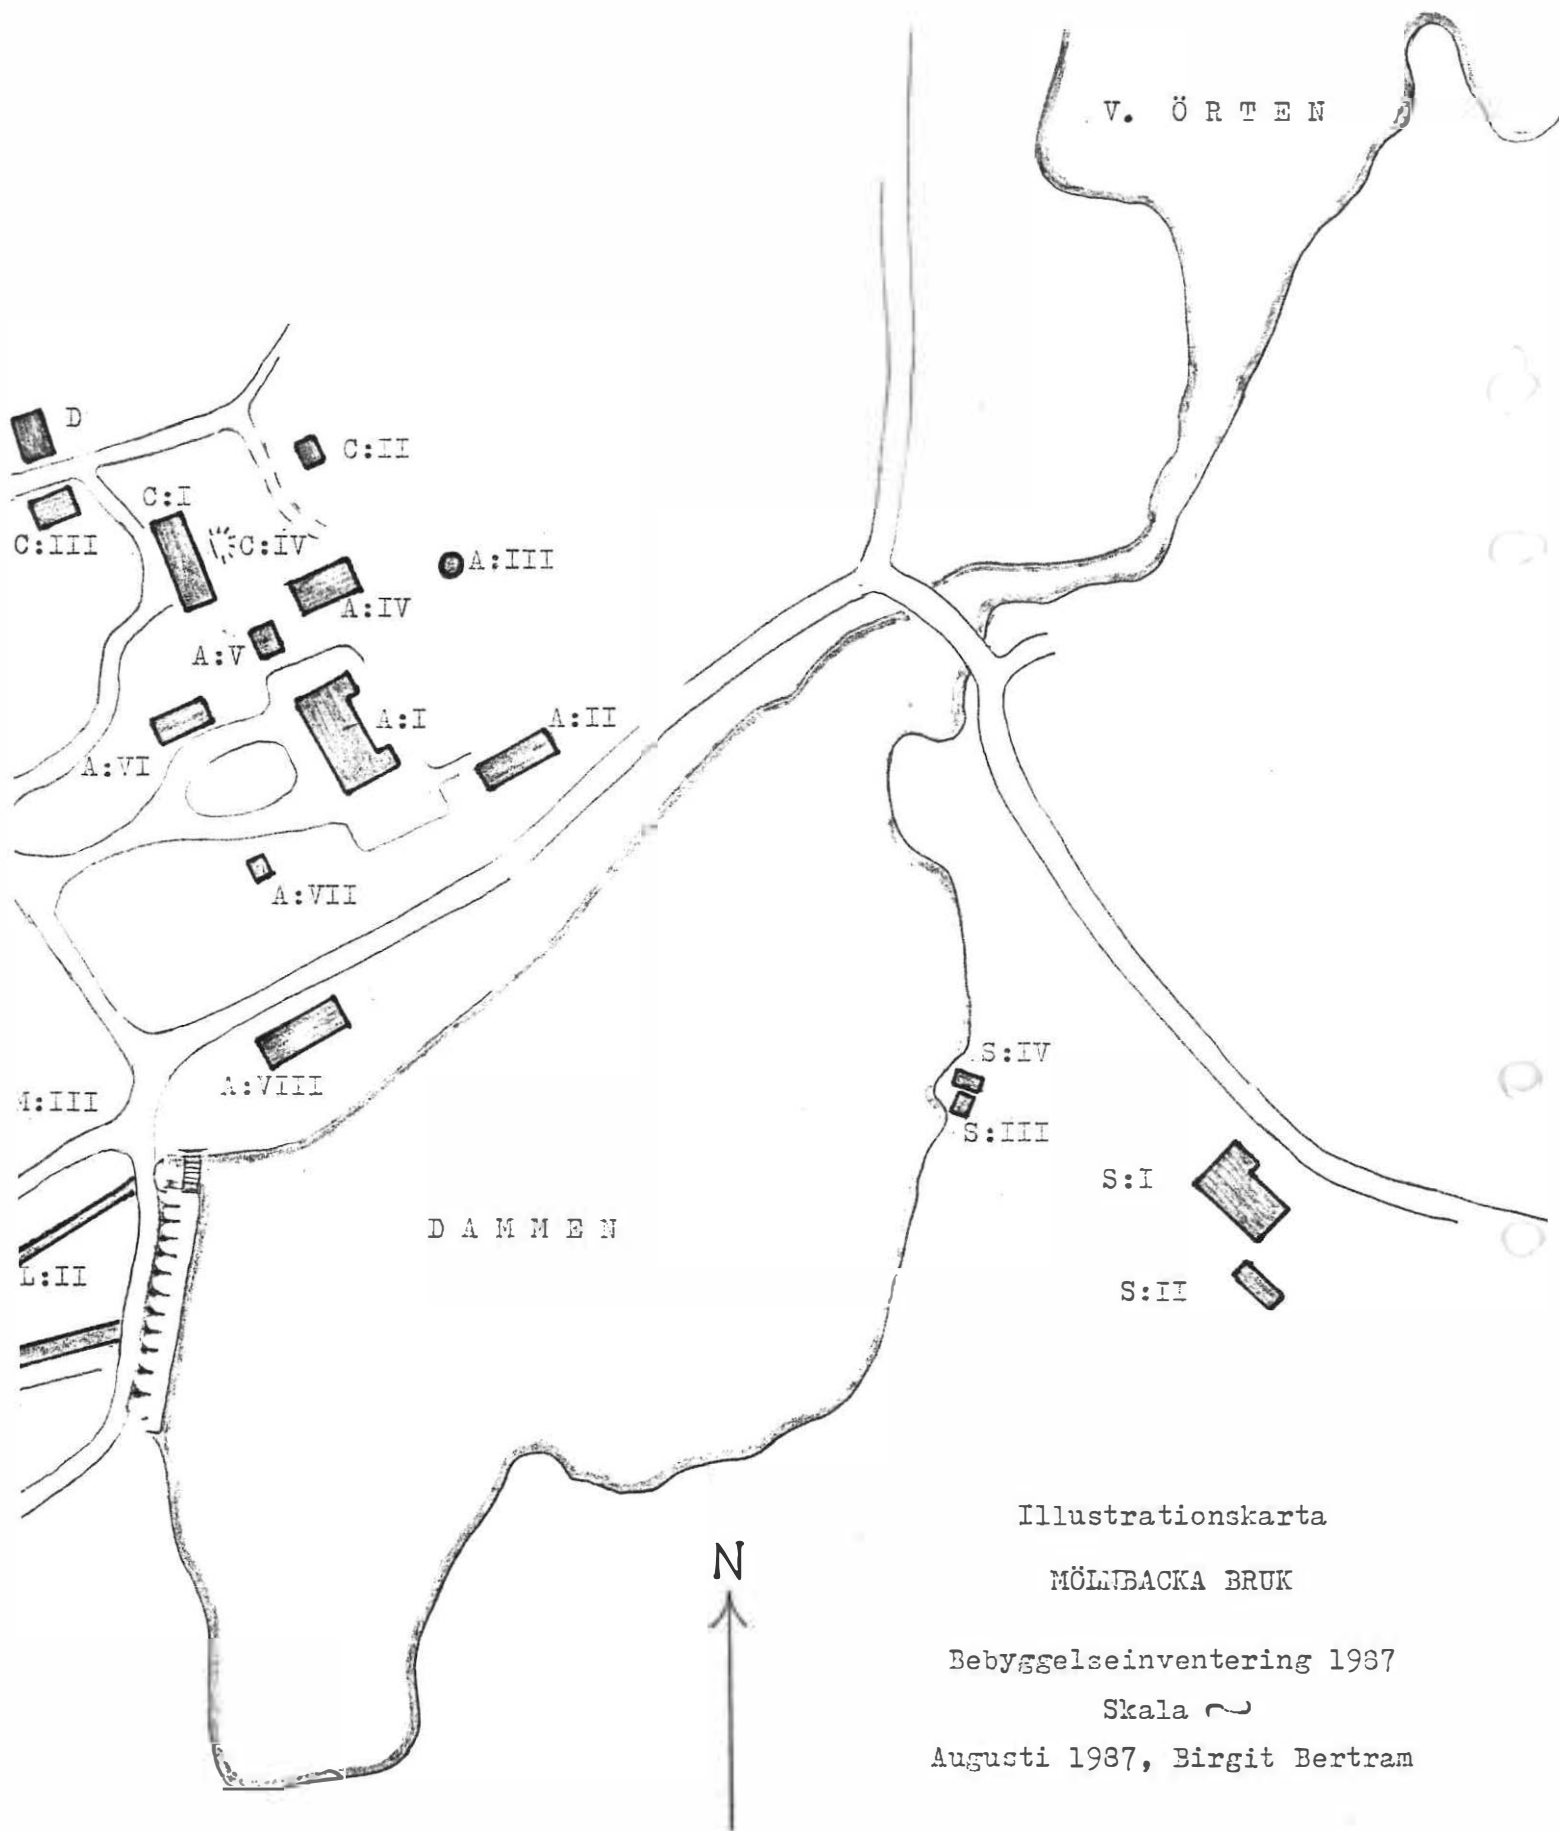 V. ÖRTEN
D
C:II
C:I
C:III
C:IV
A:III
A:IV
A:V
A:I
A:II
A:VI
A:VII
S:IV
A:VIII
M:III
S:III
S:I
DAMMEN
L:II
S:II
Illustrationskarta
N
MÖLNBACKA BRUK
Bebyggelseinventering 1987
Skala ~
Augusti 1987, Birgit Bertram